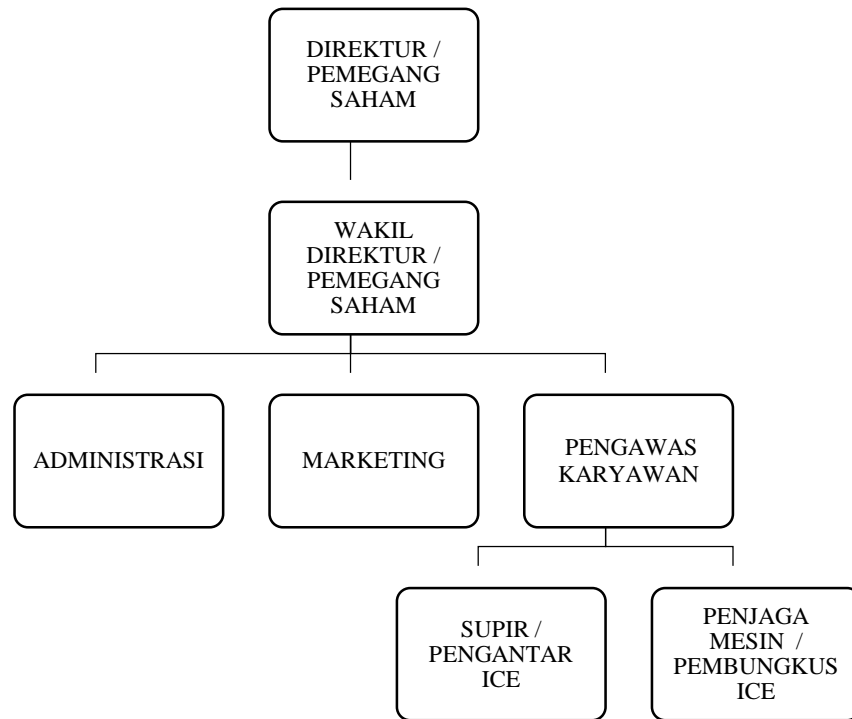 DIREKTUR /
PEMEGANG
SAHAM
WAKIL
DIREKTUR /
PEMEGANG
SAHAM
ADMINISTRASI
MARKETING
PENGAWAS
KARYAWAN
SUPIR /
PENGANTAR
ICE
PENJAGA
MESIN /
PEMBUNGKUS
ICE